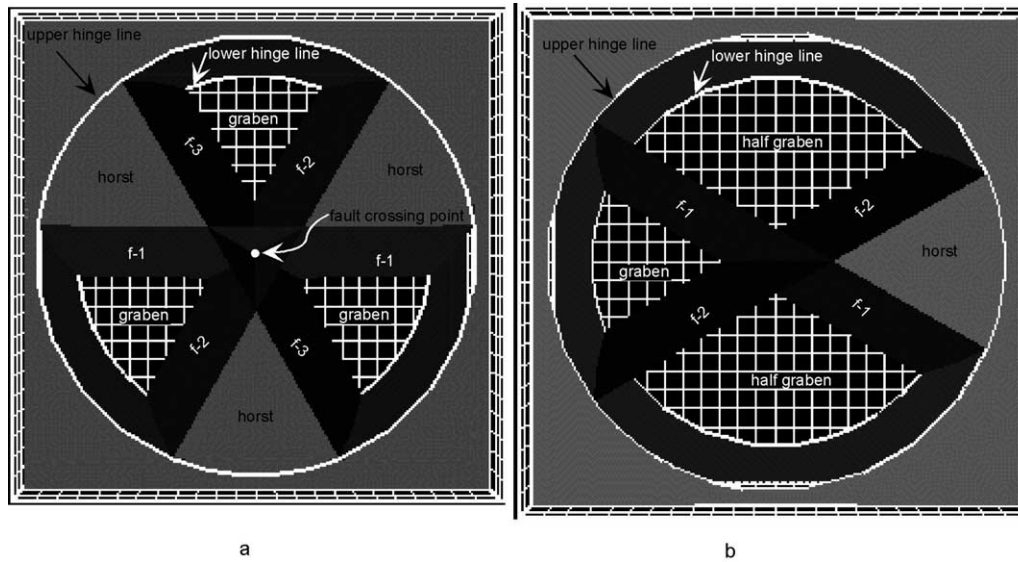 upper hinge line
lower hinge line
graben
f-3
f-2
horst
horst
fault crossing point
f-1
f-1
graben
graben
f-2
f-3
horst
a
upper hinge line
lower hinge line
half graben
f-1
f-2
horst
graben
f-2
f-1
half graben
b